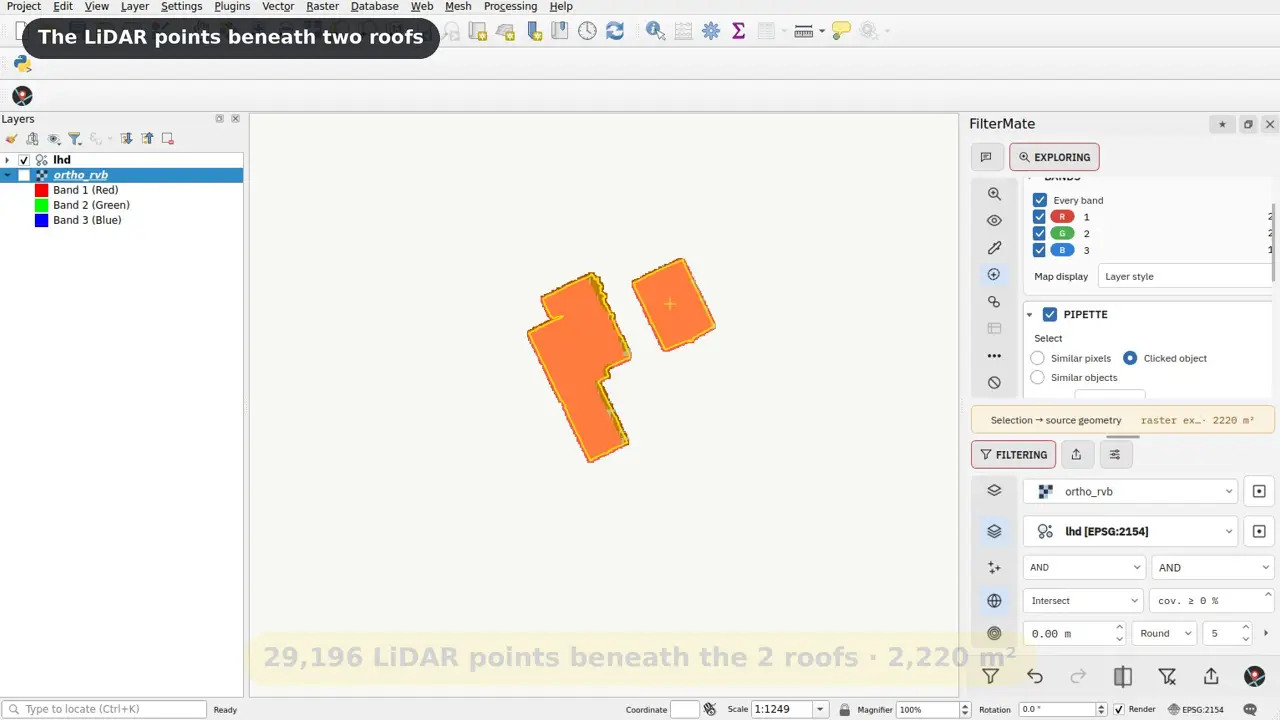 Project Edit View Layer Settings Plugins Vector Raster Database Web Mesh Processing Help
The LiDAR points beneath two roofs
Layers
lhd
ortho_rvb
Band 1 (Red)
Band 2 (Green)
Band 3 (Blue)
FilterMate
EXPLORING
BANDS
Every band
R 1 2
G 2 2
B 3 1
Map display Layer style
PIPETTE
Select
Similar pixels Clicked object
Similar objects
Selection → source geometry raster ex…· 2220 m²
FILTERING
ortho_rvb
lhd [EPSG:2154]
AND AND
Intersect cov. ≥ 0 %
0.00 m Round 5
29,196 LiDAR points beneath the 2 roofs · 2,220 m²
Type to locate (Ctrl+K) Ready Coordinate Scale 1:1249 Magnifier 100% Rotation 0.0 ° Render EPSG:2154